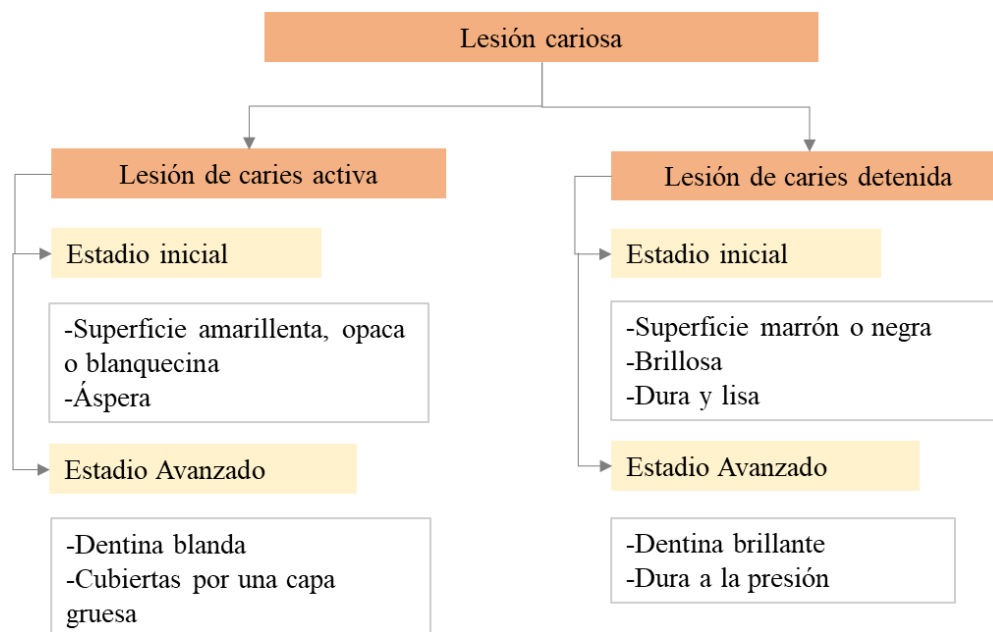 Lesión cariosa
Lesión de caries activa
Estadio inicial
-Superficie amarillenta, opaca
o blanquecina
-Áspera
Estadio Avanzado
-Dentina blanda
-Cubiertas por una capa
gruesa
Lesión de caries detenida
Estadio inicial
-Superficie marrón o negra
-Brillosa
-Dura y lisa
Estadio Avanzado
-Dentina brillante
-Dura a la presión